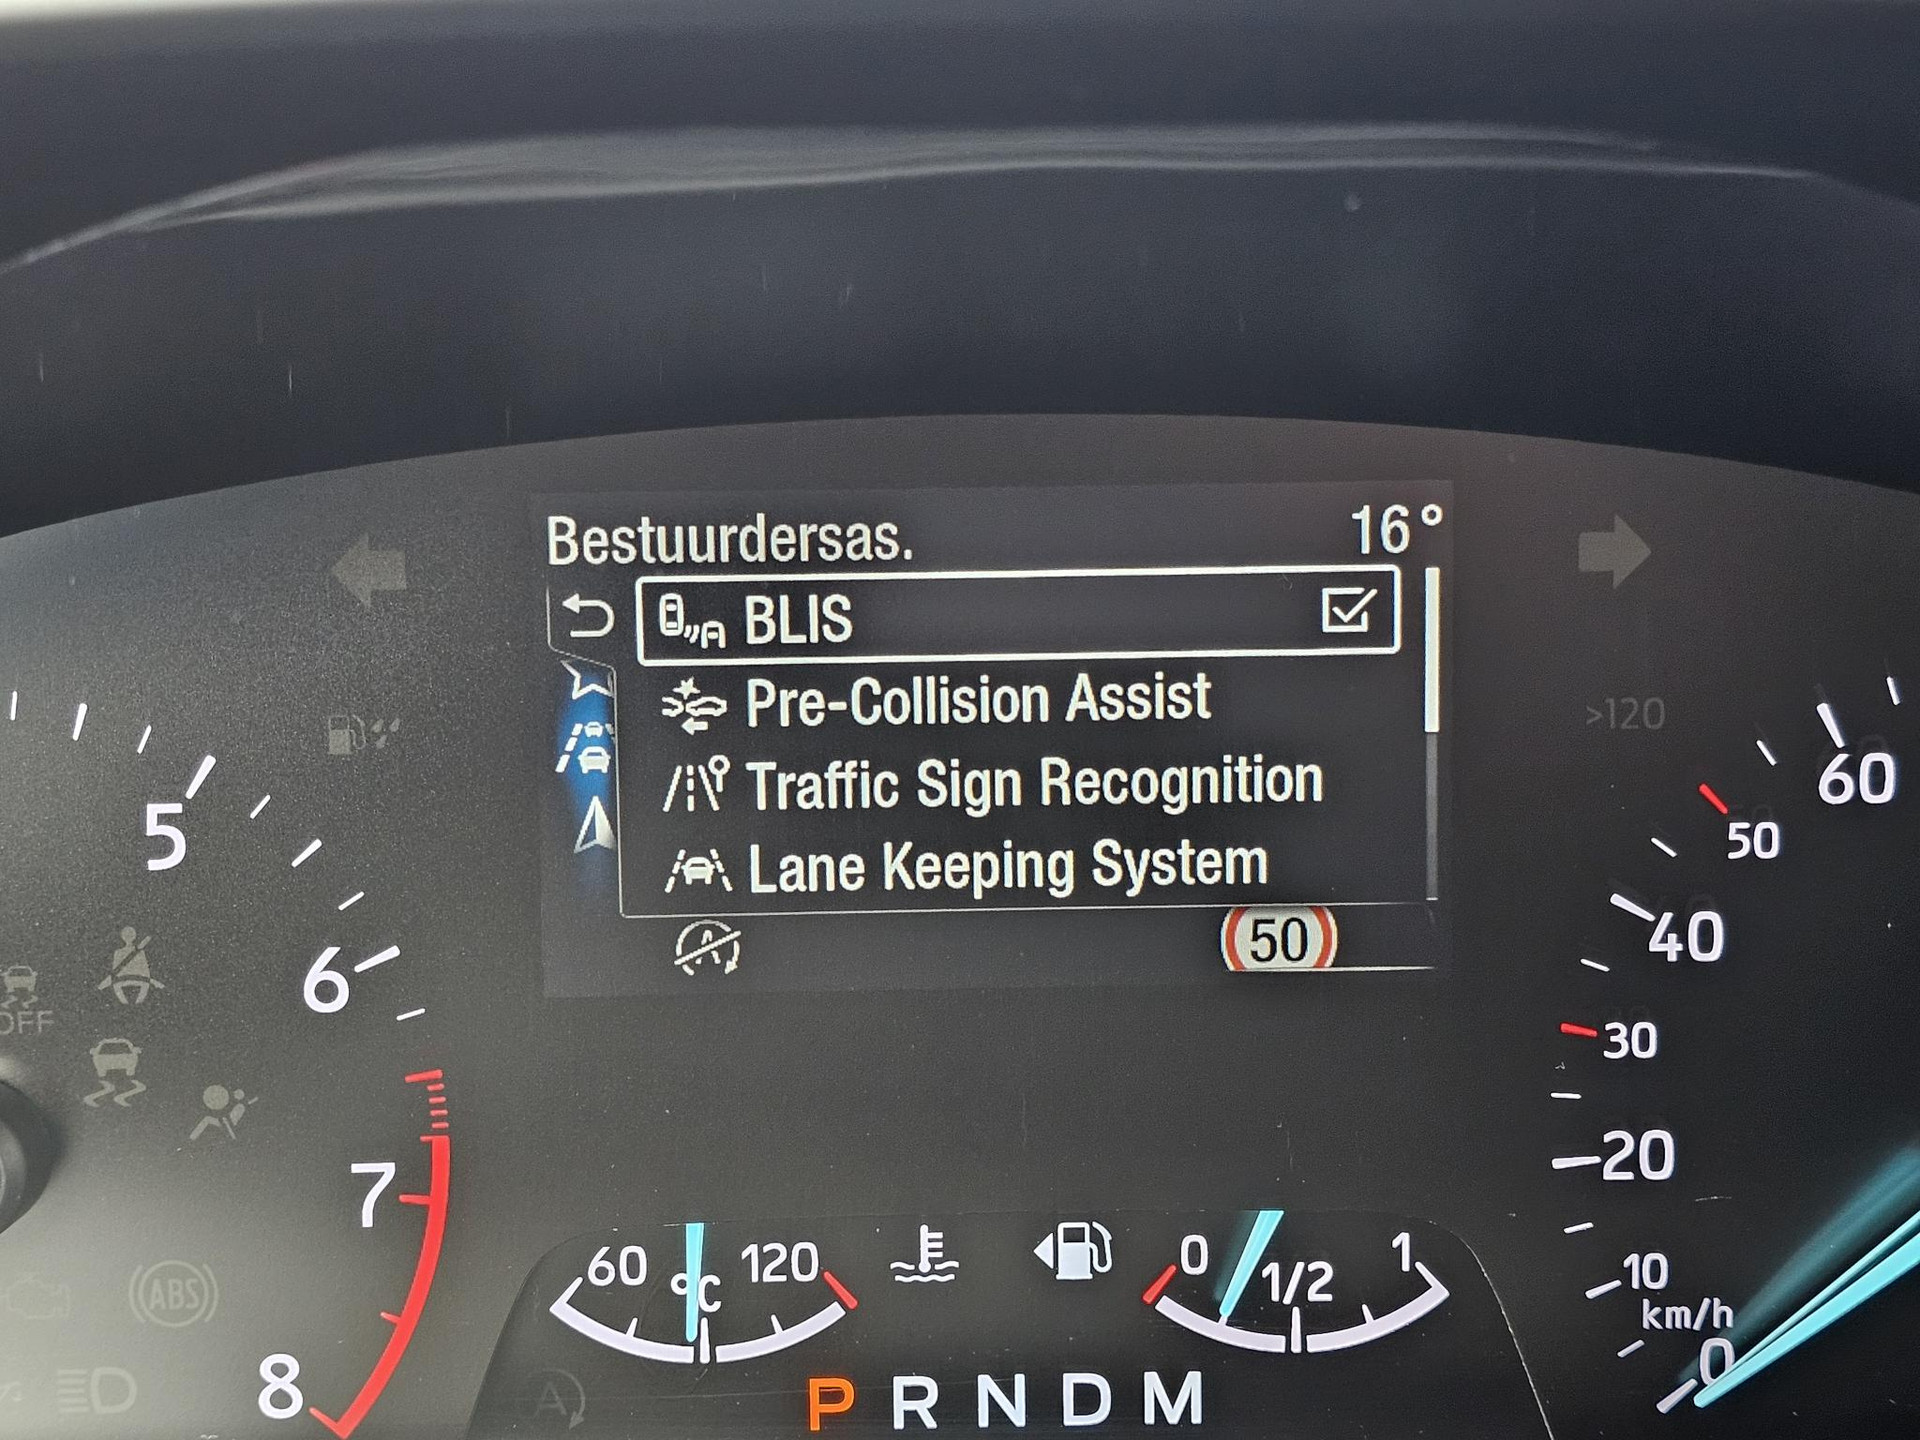 Bestuurdersas. 16°
BLIS
Pre-Collision Assist
Traffic Sign Recognition
Lane Keeping System
A
50
>120
5
6
7
8
OFF
ABS
A
60
50
40
30
20
10
km/h
0
60 °C 120
0 1/2 1
P R N D M